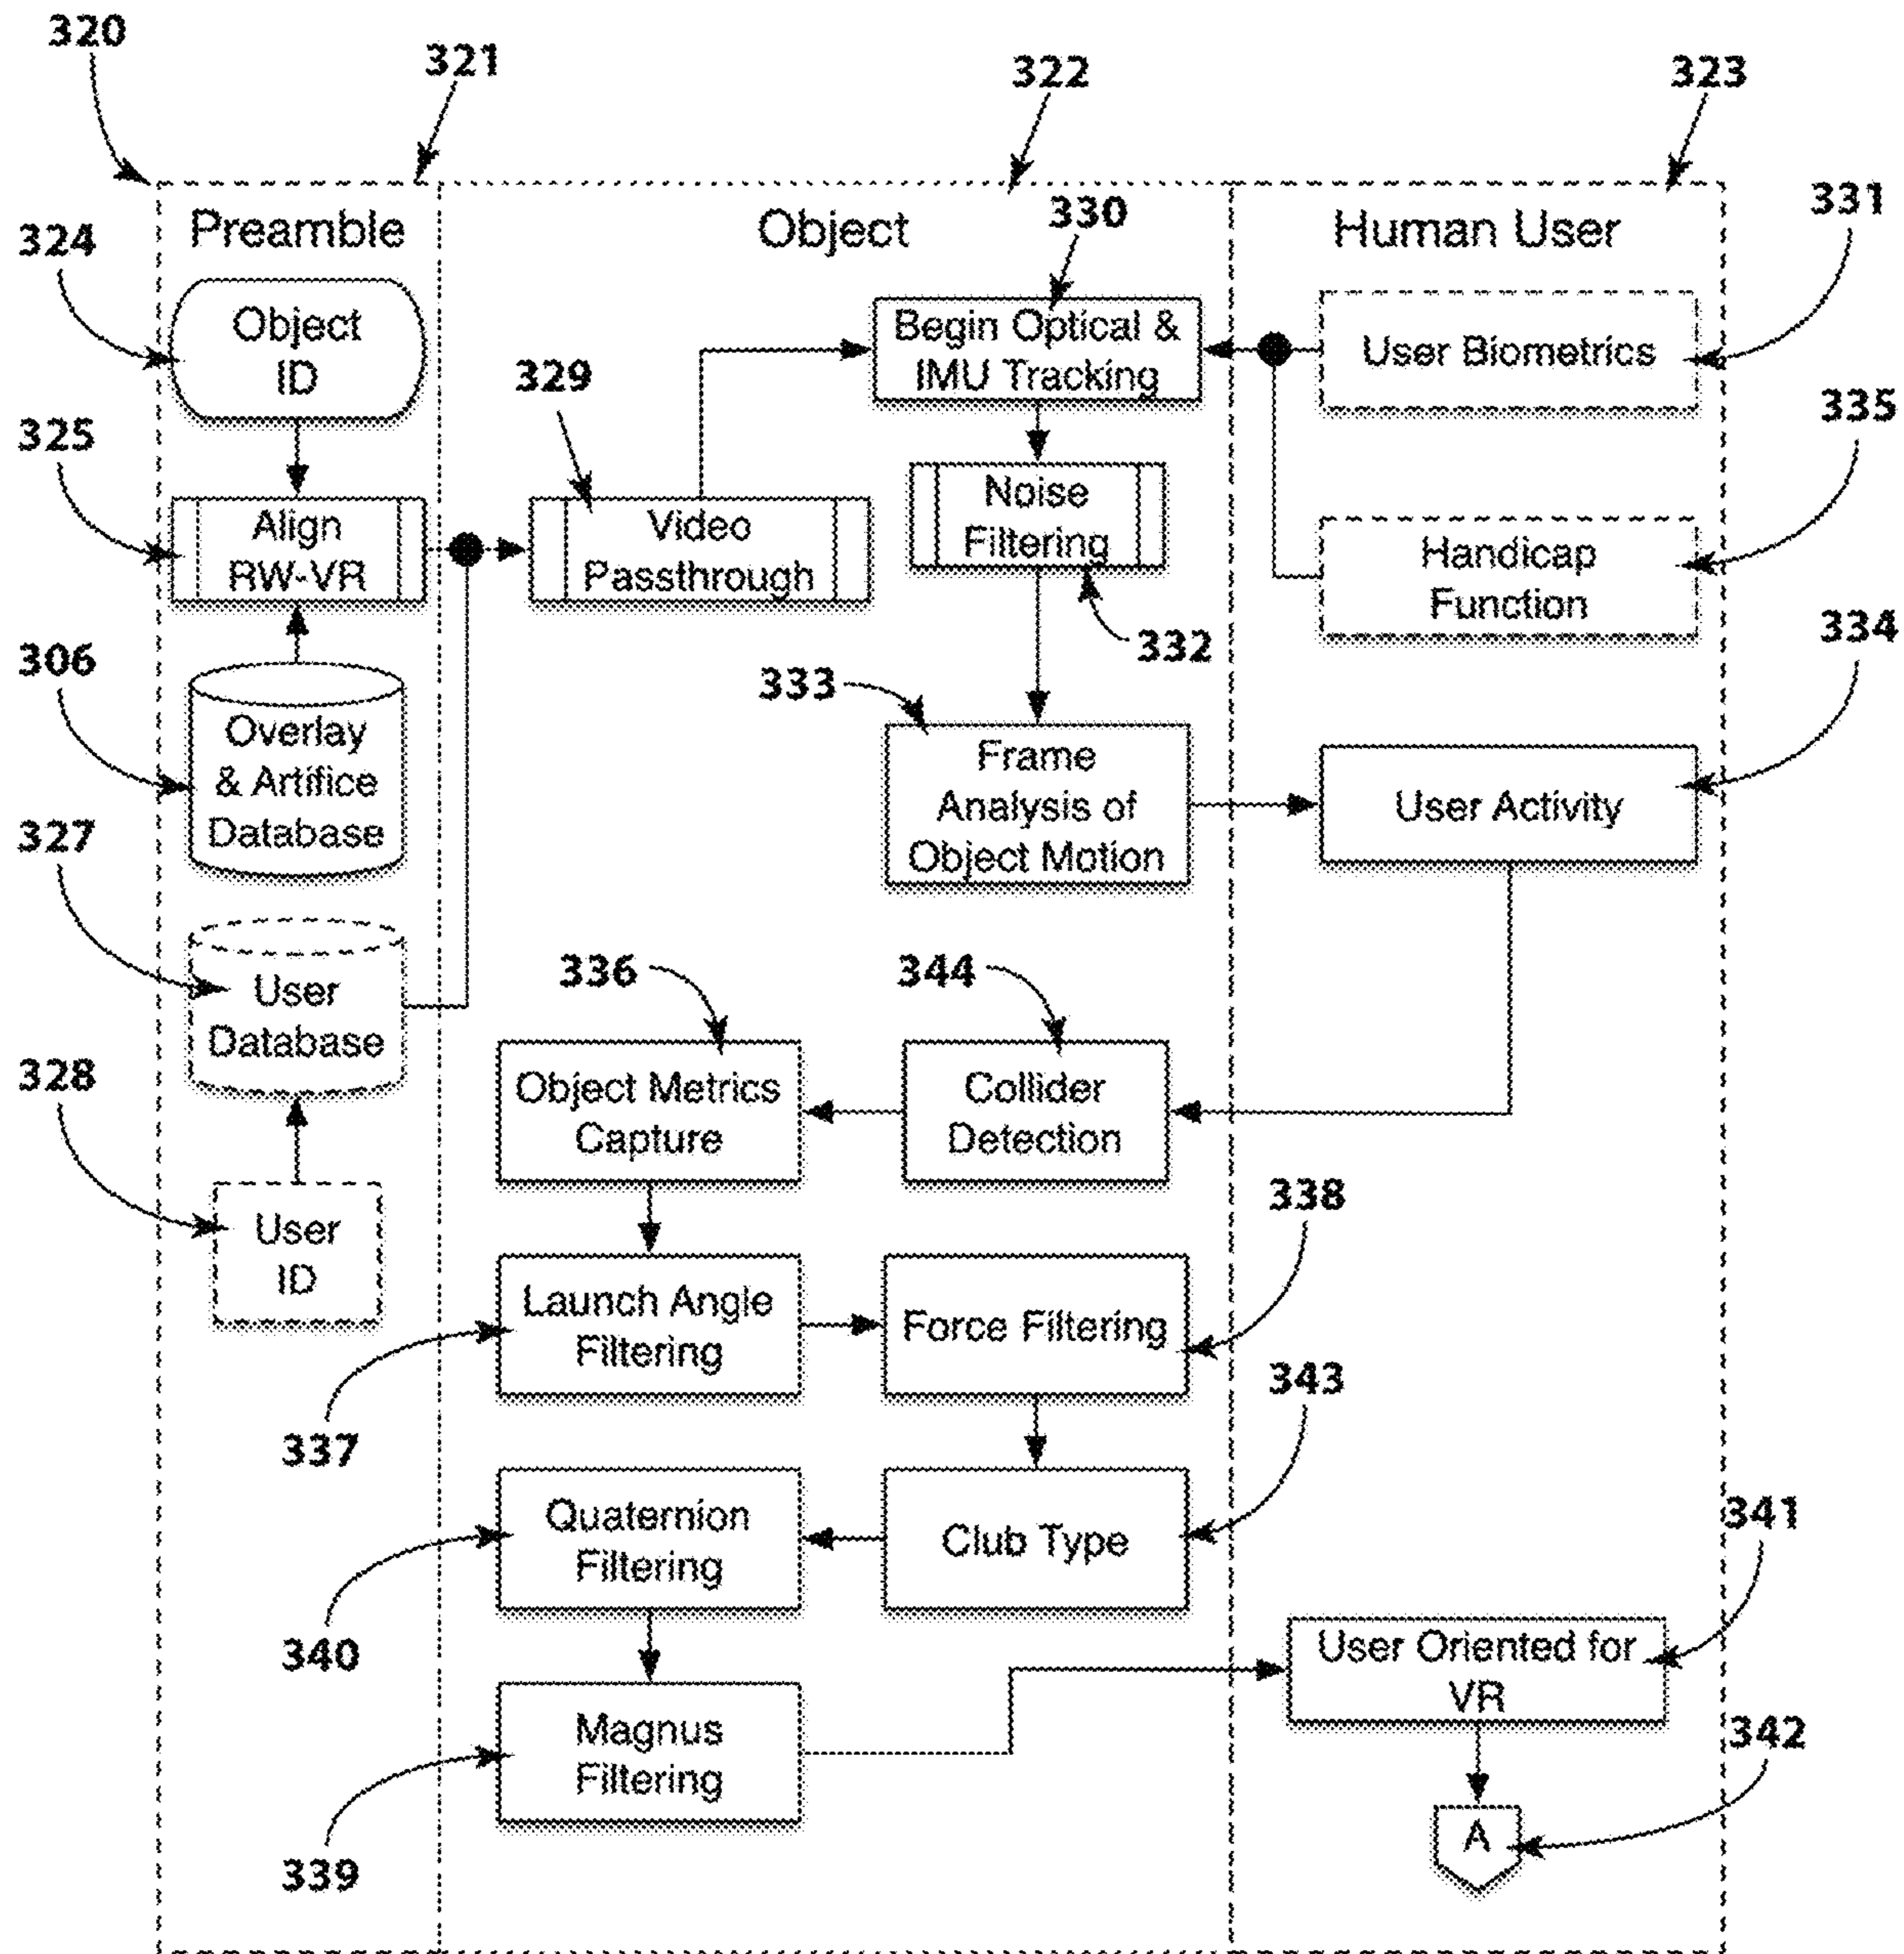 320
321
322
323
Preamble
Object
Human User
324
330
331
Object
ID
Begin Optical &
IMU Tracking
User Biometrics
329
335
325
Align
RW-VR
Video
Passthrough
Noise
Filtering
Handicap
Function
332
334
306
333
Overlay
& Artifice
Database
Frame
Analysis of
Object Motion
User Activity
327
336
344
User
Database
328
Object Metrics
Capture
Collider
Detection
338
User
ID
Launch Angle
Filtering
Force Filtering
343
337
Quaternion
Filtering
Club Type
341
340
User Oriented for
VR
342
Magnus
Filtering
A
339